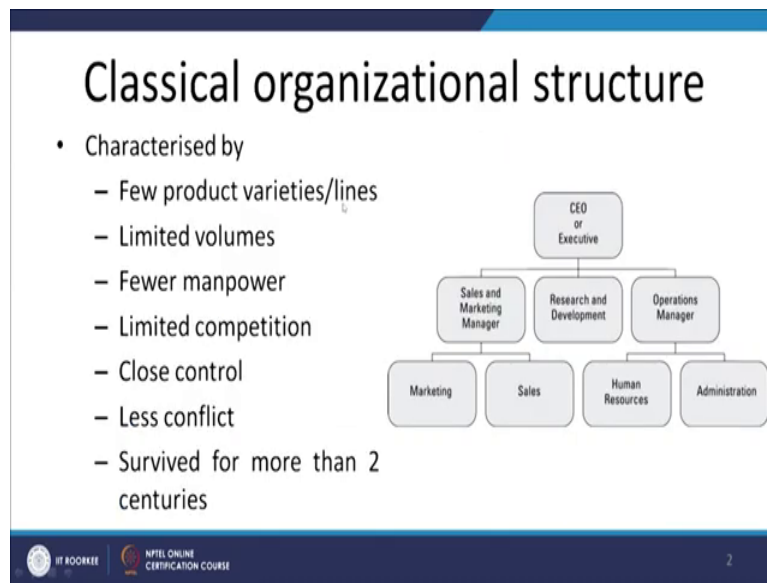 Classical organizational structure
• Characterised by
– Few product varieties/lines
– Limited volumes
– Fewer manpower
– Limited competition
– Close control
– Less conflict
– Survived for more than 2
centuries
CEO
or
Executive
Sales and
Marketing
Manager
Research and
Development
Operations
Manager
Marketing
Sales
Human
Resources
Administration
IIT ROORKEE
NPTEL ONLINE
CERTIFICATION COURSE
2